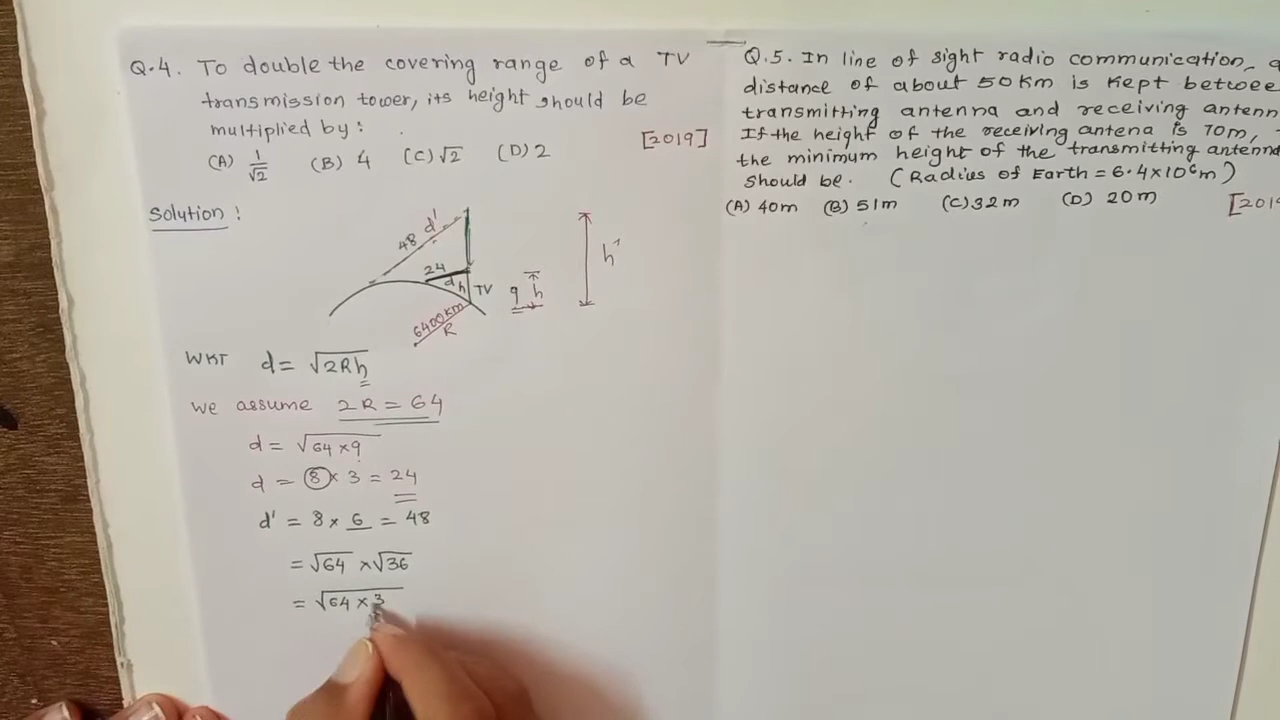 Q.4. To double the covering range of a TV
transmission tower, its height should be
multiplied by:
[2019]
(A) 1/√2 (B) 4 (C) √2 (D) 2
Solution:
48 d'
24
d h TV
9 h
h'
6400km
R
WKT d = √2Rh
We assume 2R = 64
d = √64×9
d = 8 × 3 = 24
d' = 8 × 6 = 48
= √64 × √36
= √64 × 3
Q.5. In line of sight radio communication, a
distance of about 50Km is kept betwee
transmitting antenna and receiving antenn
If the height of the receiving antena is 70m,
the minimum height of the transmitting antenna
should be. (Radius of Earth = 6.4×10⁶m)
(A) 40m (B) 51m (C) 32m (D) 20m
[201